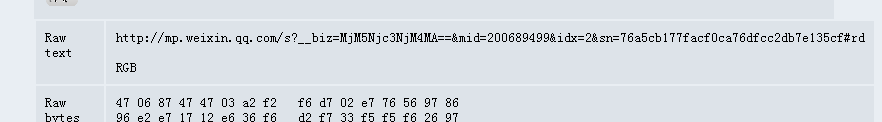 Raw text
http://mp.weixin.qq.com/s?__biz=MjM5Njc3NjM4MA==&mid=200689499&idx=2&sn=76a5cb177facf0ca76dfcc2db7e135cf#rd
RGB
Raw bytes
47 06 87 47 47 03 a2 f2 f6 d7 02 e7 76 56 97 86
96 e2 e7 17 12 e6 36 f6 d2 f7 33 f5 f5 f6 26 97